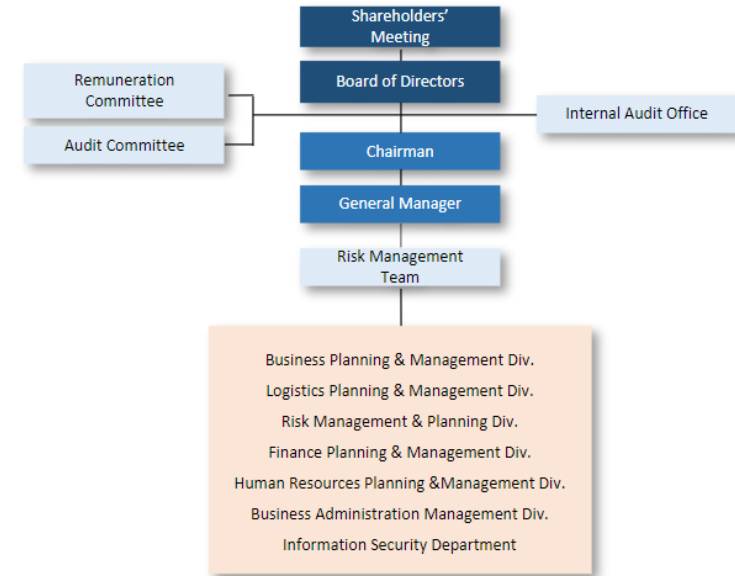 Shareholders’
Meeting
Board of Directors
Remuneration
Committee
Audit Committee
Internal Audit Office
Chairman
General Manager
Risk Management
Team
Business Planning & Management Div.
Logistics Planning & Management Div.
Risk Management & Planning Div.
Finance Planning & Management Div.
Human Resources Planning &Management Div.
Business Administration Management Div.
Information Security Department